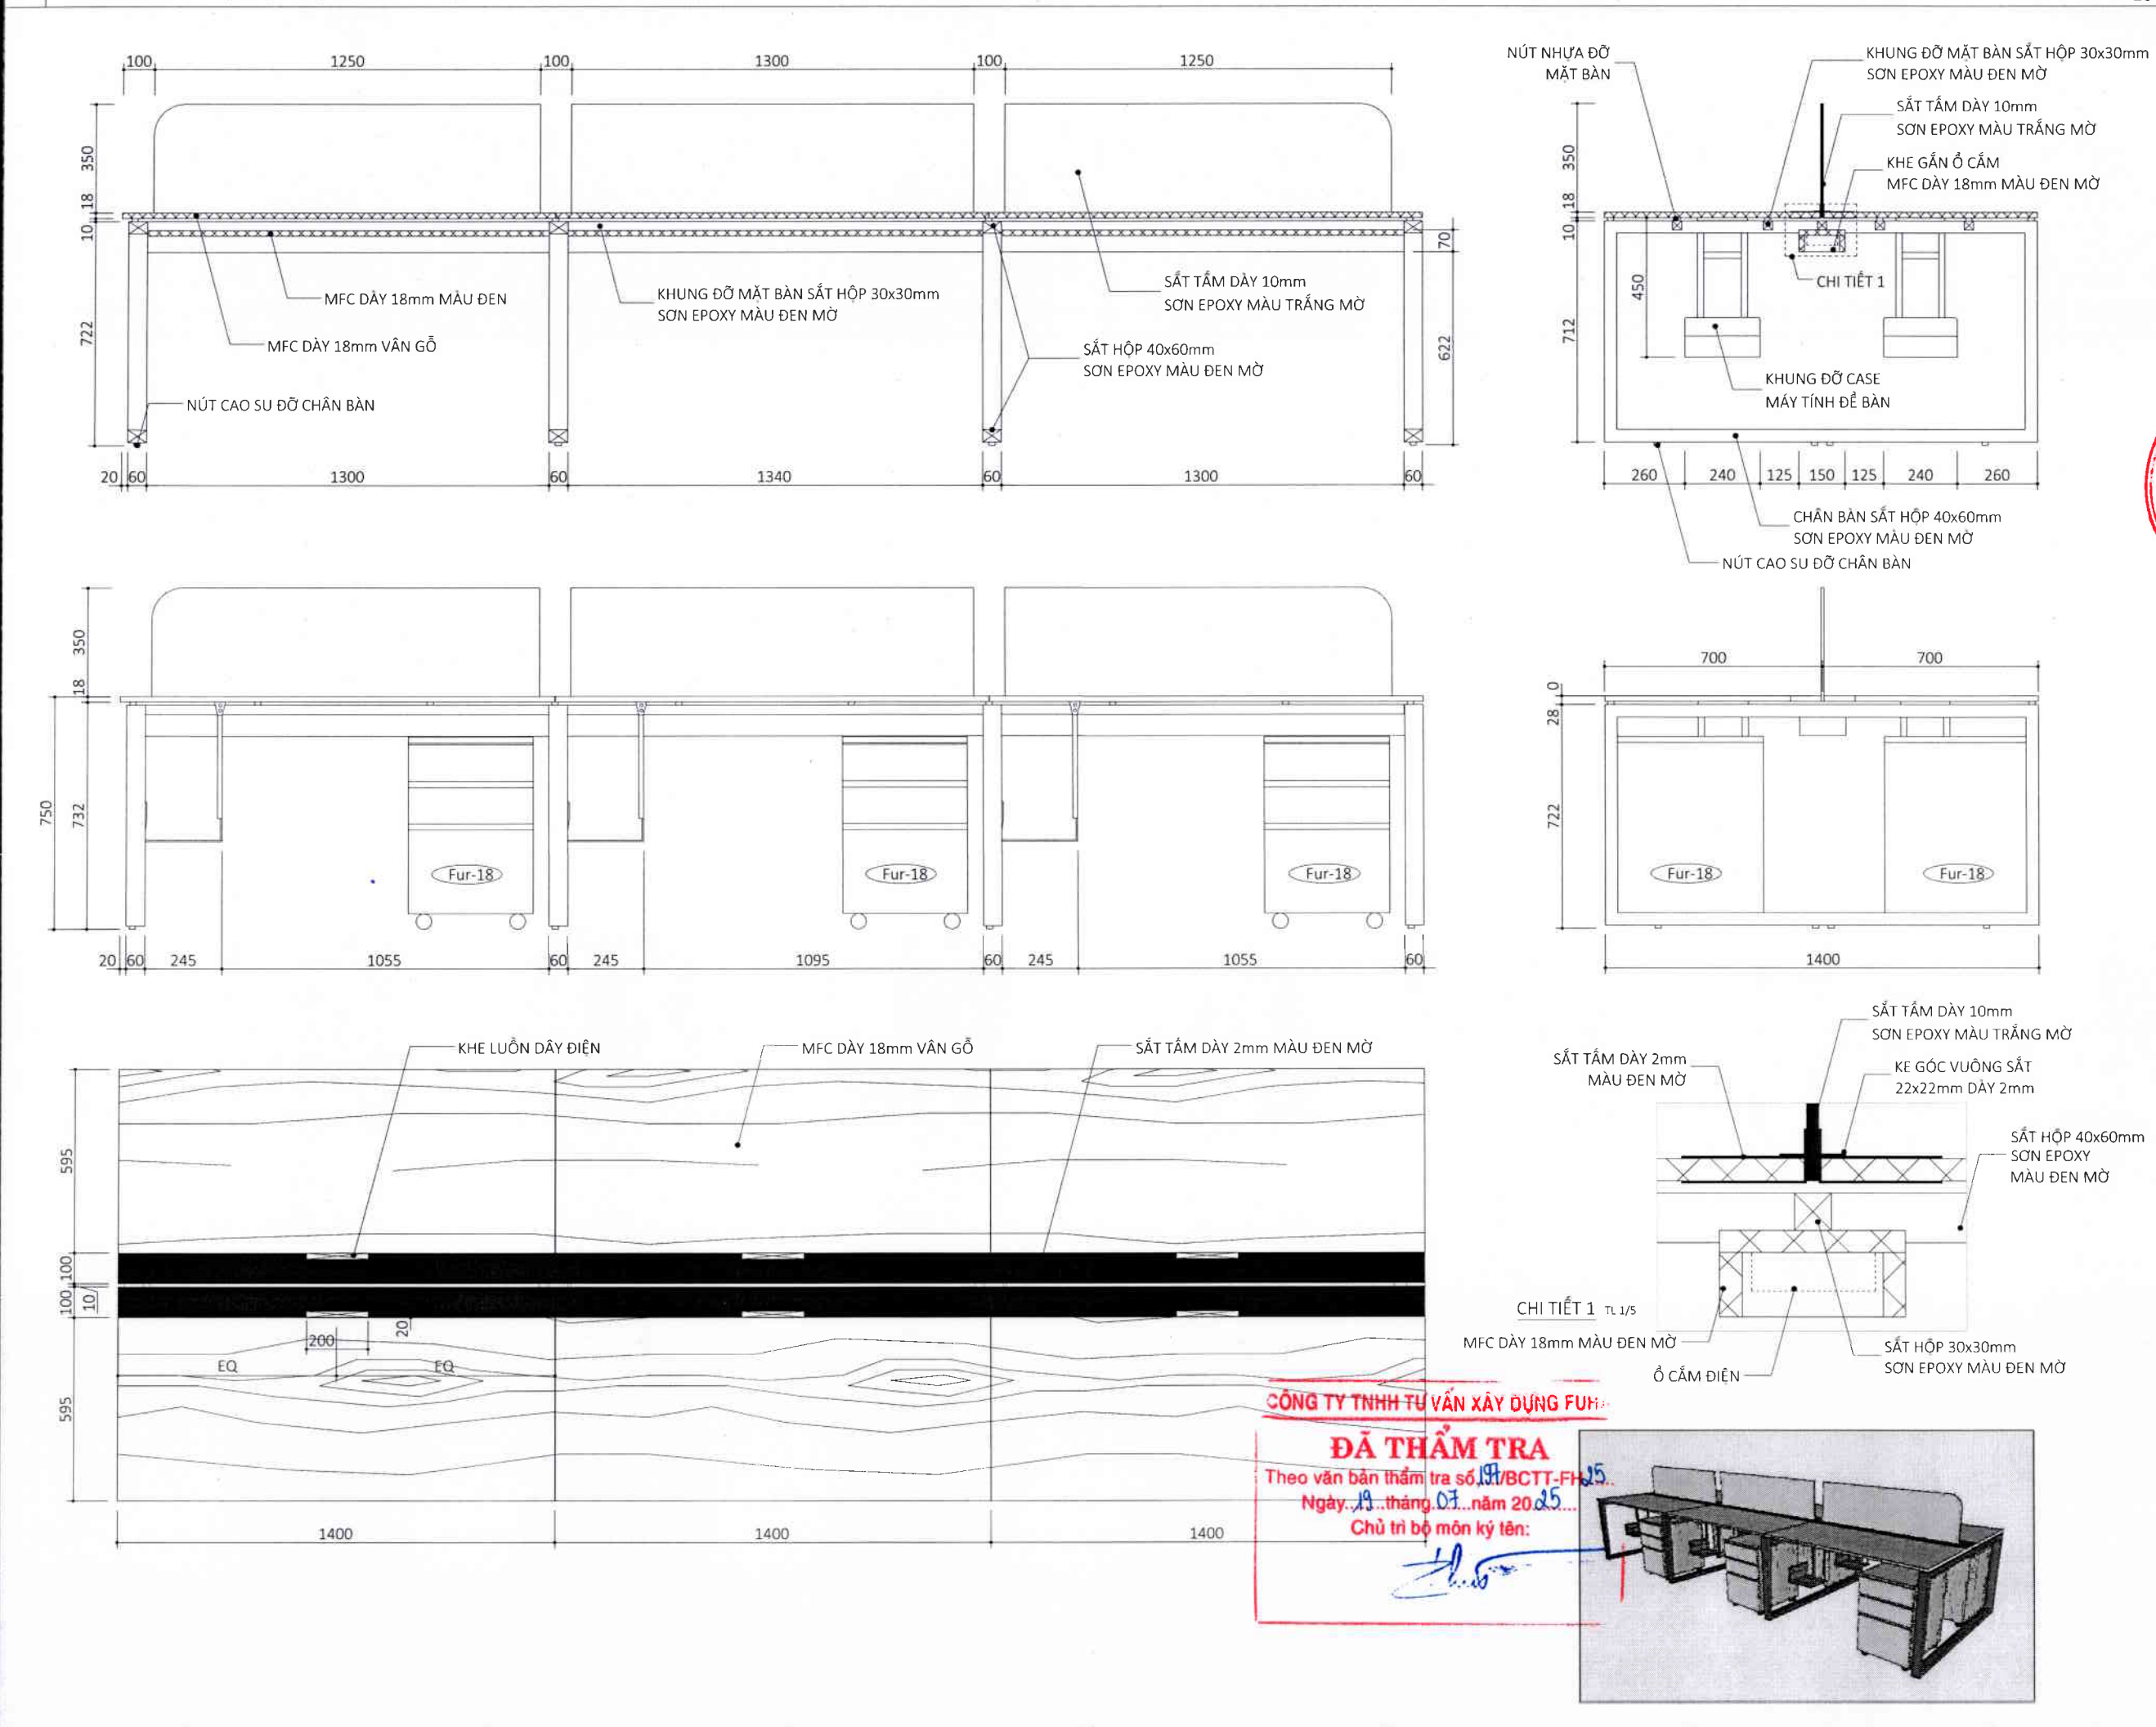 100
1250
100
1300
100
1250
350
18
10
722
70
622
MFC DÀY 18mm MÀU ĐEN
MFC DÀY 18mm VÂN GỖ
NÚT CAO SU ĐỠ CHÂN BÀN
KHUNG ĐỠ MẶT BÀN SẮT HỘP 30x30mm
SƠN EPOXY MÀU ĐEN MỜ
SẮT TẤM DÀY 10mm
SƠN EPOXY MÀU TRẮNG MỜ
SẮT HỘP 40x60mm
SƠN EPOXY MÀU ĐEN MỜ
20
60
1300
60
1340
60
1300
60
NÚT NHỰA ĐỠ
MẶT BÀN
KHUNG ĐỠ MẶT BÀN SẮT HỘP 30x30mm
SƠN EPOXY MÀU ĐEN MỜ
SẮT TẤM DÀY 10mm
SƠN EPOXY MÀU TRẮNG MỜ
KHE GẮN Ổ CẮM
MFC DÀY 18mm MÀU ĐEN MỜ
350
18
10
712
450
CHI TIẾT 1
KHUNG ĐỠ CASE
MÁY TÍNH ĐỂ BÀN
260
240
125
150
125
240
260
CHÂN BÀN SẮT HỘP 40x60mm
SƠN EPOXY MÀU ĐEN MỜ
NÚT CAO SU ĐỠ CHÂN BÀN
350
18
750
732
Fur-18
Fur-18
Fur-18
20
60
245
1055
60
245
1095
60
245
1055
60
700
700
0
28
722
Fur-18
Fur-18
1400
KHE LUỒN DÂY ĐIỆN
MFC DÀY 18mm VÂN GỖ
SẮT TẤM DÀY 2mm MÀU ĐEN MỜ
595
100
100
10
595
200
20
EQ
EQ
1400
1400
1400
SẮT TẤM DÀY 10mm
SƠN EPOXY MÀU TRẮNG MỜ
SẮT TẤM DÀY 2mm
MÀU ĐEN MỜ
KE GÓC VUÔNG SẮT
22x22mm DÀY 2mm
SẮT HỘP 40x60mm
SƠN EPOXY
MÀU ĐEN MỜ
CHI TIẾT 1 TL 1/5
MFC DÀY 18mm MÀU ĐEN MỜ
Ổ CẮM ĐIỆN
SẮT HỘP 30x30mm
SƠN EPOXY MÀU ĐEN MỜ
CÔNG TY TNHH TƯ VẤN XÂY DỰNG FUH
ĐÃ THẨM TRA
Theo văn bản thẩm tra số 197/BCTT-FH 25
Ngày 19 tháng 07 năm 2025
Chủ trì bộ môn ký tên: